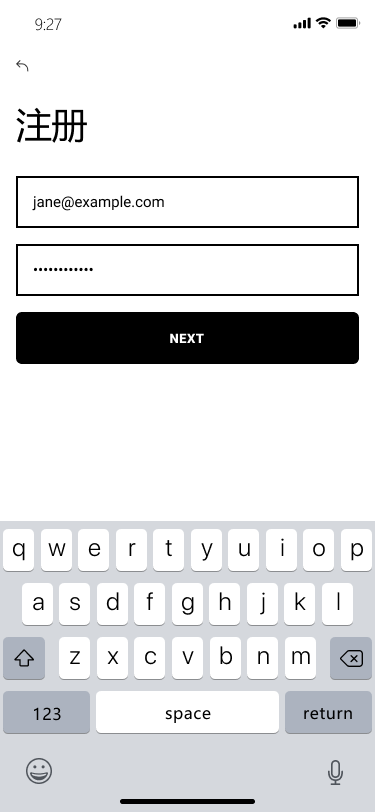 9:27
注册
jane@example.com
••••••••••••
NEXT
q w e r t y u i o p
a s d f g h j k l
z x c v b n m
123 space return